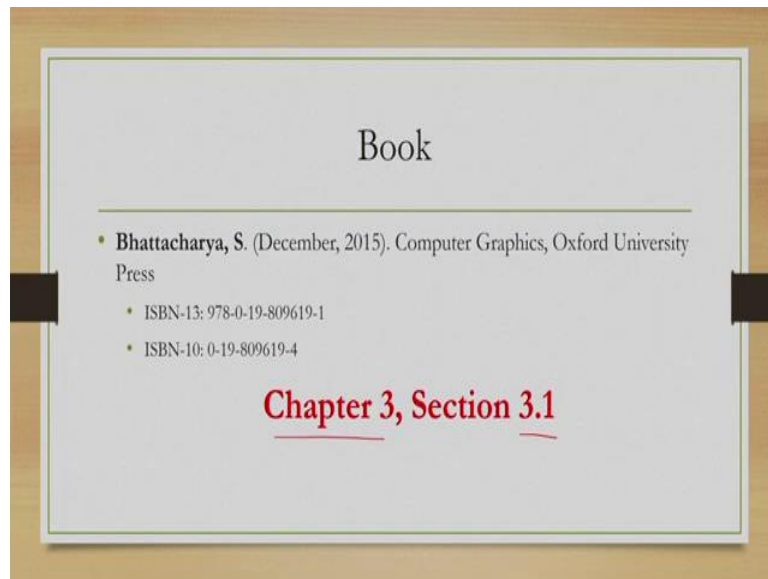 Book
• Bhattacharya, S. (December, 2015). Computer Graphics, Oxford University
Press
• ISBN-13: 978-0-19-809619-1
• ISBN-10: 0-19-809619-4
Chapter 3, Section 3.1